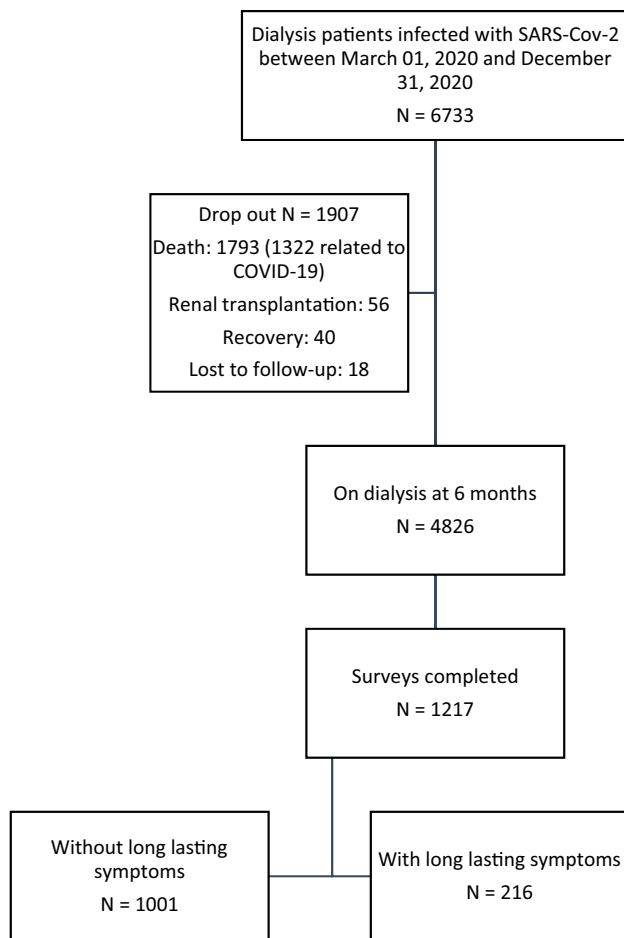 Dialysis patients infected with SARS-Cov-2
between March 01, 2020 and December
31, 2020
N = 6733
Drop out N = 1907
Death: 1793 (1322 related to
COVID-19)
Renal transplantation: 56
Recovery: 40
Lost to follow-up: 18
On dialysis at 6 months
N = 4826
Surveys completed
N = 1217
Without long lasting
symptoms
N = 1001
With long lasting symptoms
N = 216